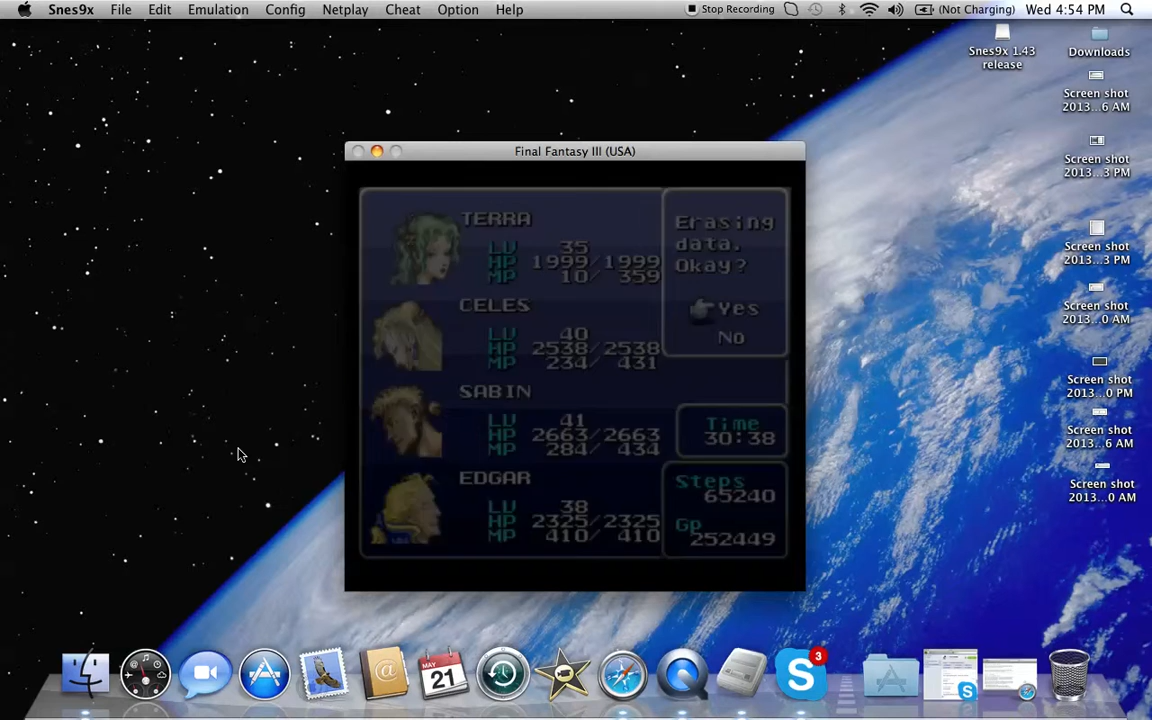 Snes9x File Edit Emulation Config Netplay Cheat Option Help Stop Recording (Not Charging) Wed 4:54 PM
Snes9x 1.43
release
Downloads
Screen shot
2013...6 AM
Screen shot
2013...3 PM
Screen shot
2013...3 PM
Screen shot
2013...0 AM
Screen shot
2013...0 PM
Screen shot
2013...6 AM
Screen shot
2013...0 AM
Final Fantasy III (USA)
TERRA
LV 35
HP 1999/1999
MP 10/ 359
CELES
LV 40
HP 2538/2538
MP 234/ 431
SABIN
LV 41
HP 2663/2663
MP 284/ 434
EDGAR
LV 38
HP 2325/2325
MP 410/ 410
Erasing
data.
Okay?
Yes
No
Time
30:38
Steps
65240
Gp
252449
MAY
21
3